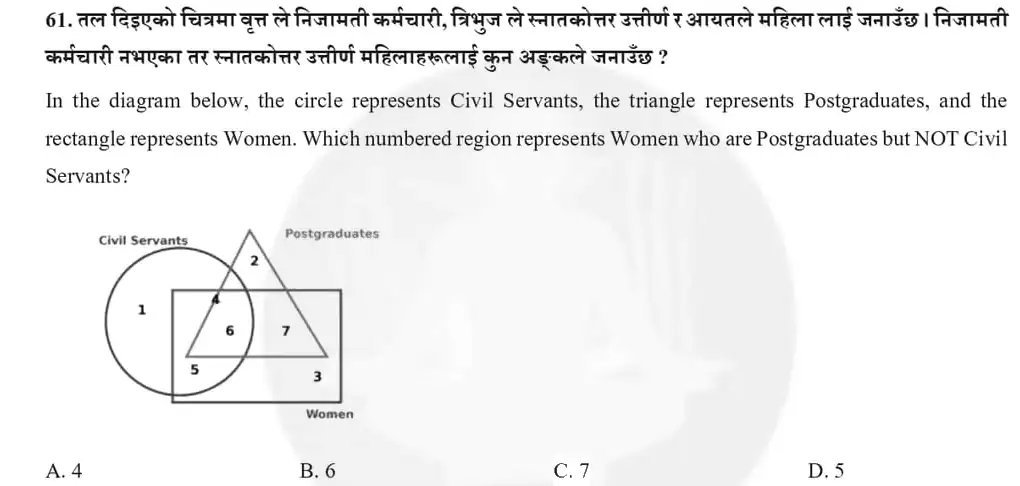 61. तल दिइएको चित्रमा वृत्त ले निजामती कर्मचारी, त्रिभुज ले स्नातकोत्तर उत्तीर्ण र आयतले महिला लाई जनाउँछ । निजामती
कर्मचारी नभएका तर स्नातकोत्तर उत्तीर्ण महिलाहरूलाई कुन अङ्कले जनाउँछ ?
In the diagram below, the circle represents Civil Servants, the triangle represents Postgraduates, and the
rectangle represents Women. Which numbered region represents Women who are Postgraduates but NOT Civil
Servants?
Civil Servants
Postgraduates
2
4
1
6
7
5
3
Women
A. 4 B. 6 C. 7 D. 5